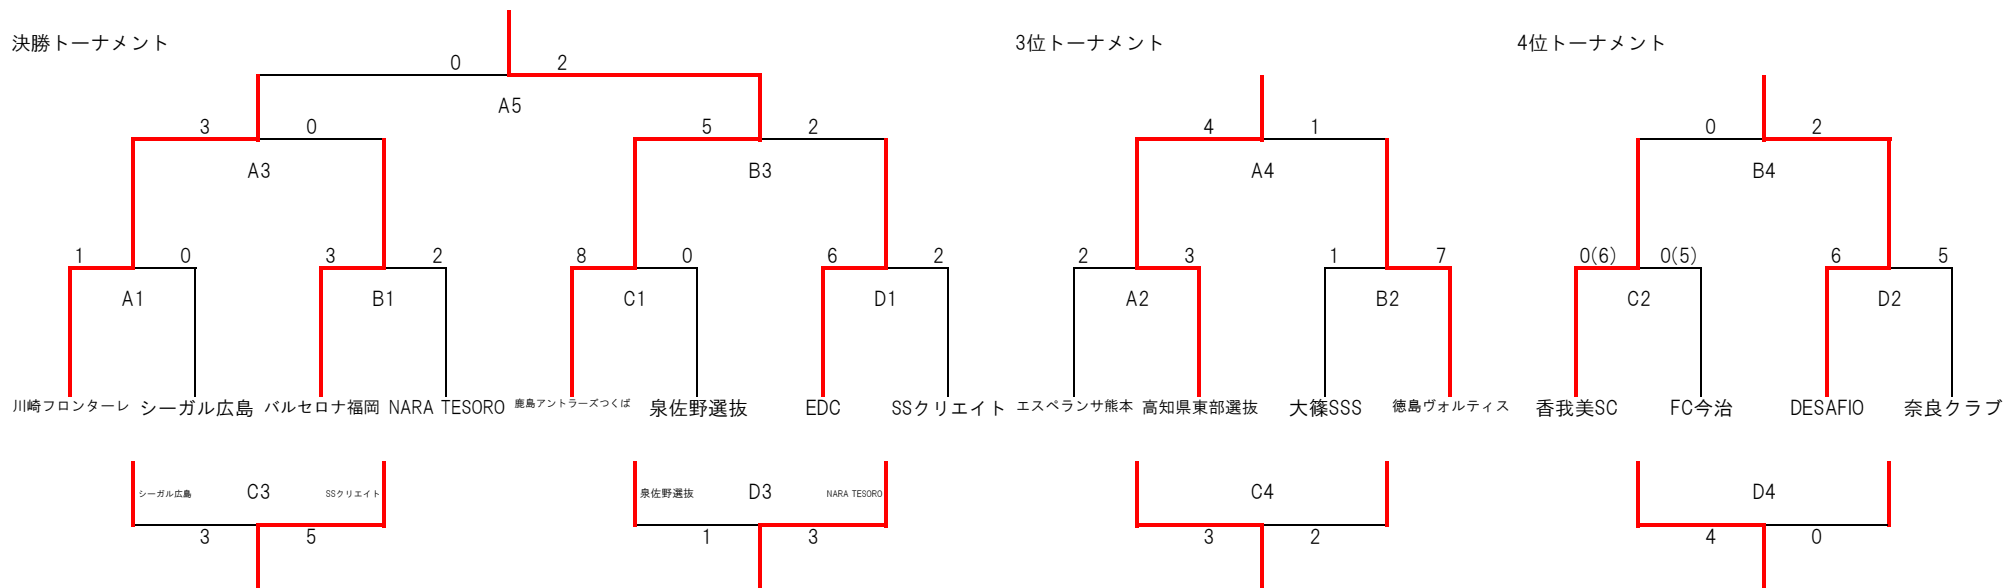 決勝トーナメント 3位トーナメント 4位トーナメント
0 2
A5
3 0 5 2 4 1 0 2
A3 B3 A4 B4
1 0 3 2 8 0 6 2 2 3 1 7 0(6) 0(5) 6 5
A1 B1 C1 D1 A2 B2 C2 D2
川崎フロンターレ シーガル広島 バルセロナ福岡 NARA TESORO 鹿島アントラーズつくば 泉佐野選抜 EDC SSクリエイト エスペランサ熊本 高知県東部選抜 大篠SSS 徳島ヴォルティス 香我美SC FC今治 DESAFIO 奈良クラブ
シーガル広島 C3 SSクリエイト 泉佐野選抜 D3 NARA TESORO C4 D4
3 5 1 3 3 2 4 0